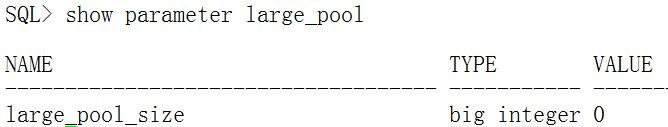 SQL> show parameter large_pool
NAME TYPE VALUE
------------------------------------ ----------- -------
large_pool_size big integer 0